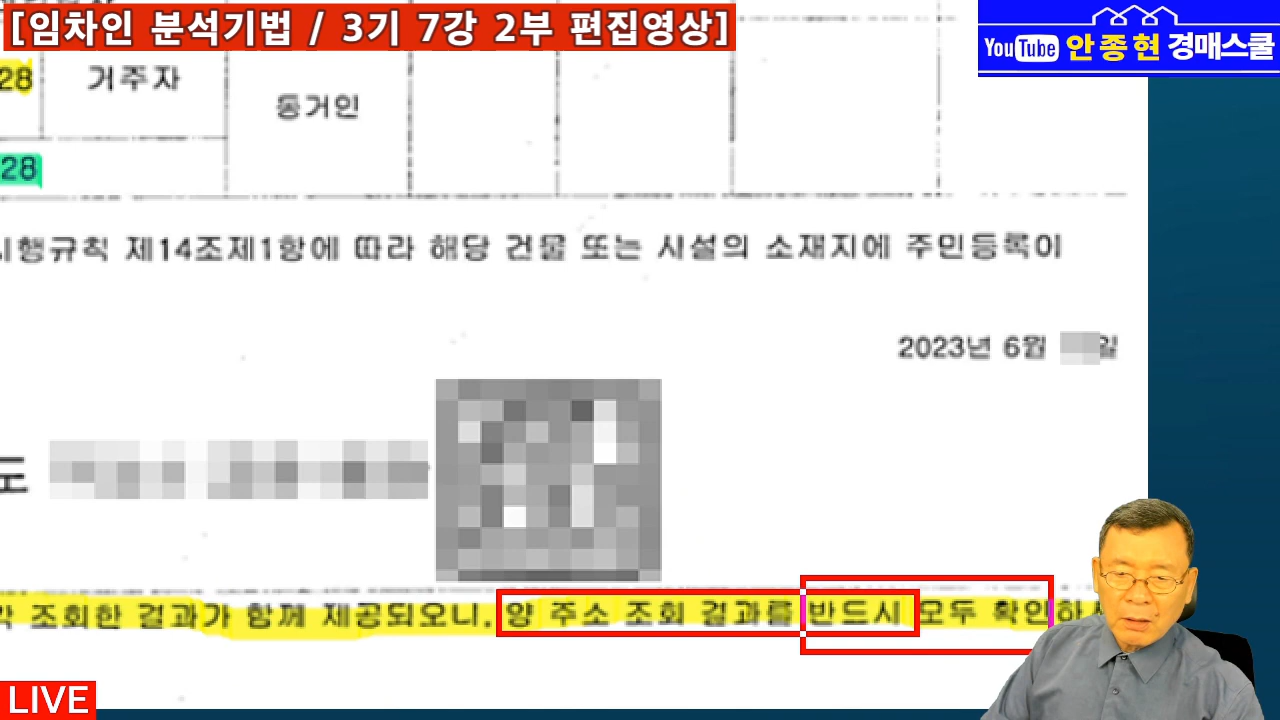 [임차인 분석기법 / 3기 7강 2부 편집영상]
YouTube 안종현 경매스쿨
28 거주자
동거인
28
시행규칙 제14조제1항에 따라 해당 건물 또는 시설의 소재지에 주민등록이
2023년 6월 일
도
각 조회한 결과가 함께 제공되오니, 양 주소 조회 결과를 반드시 모두 확인하
LIVE